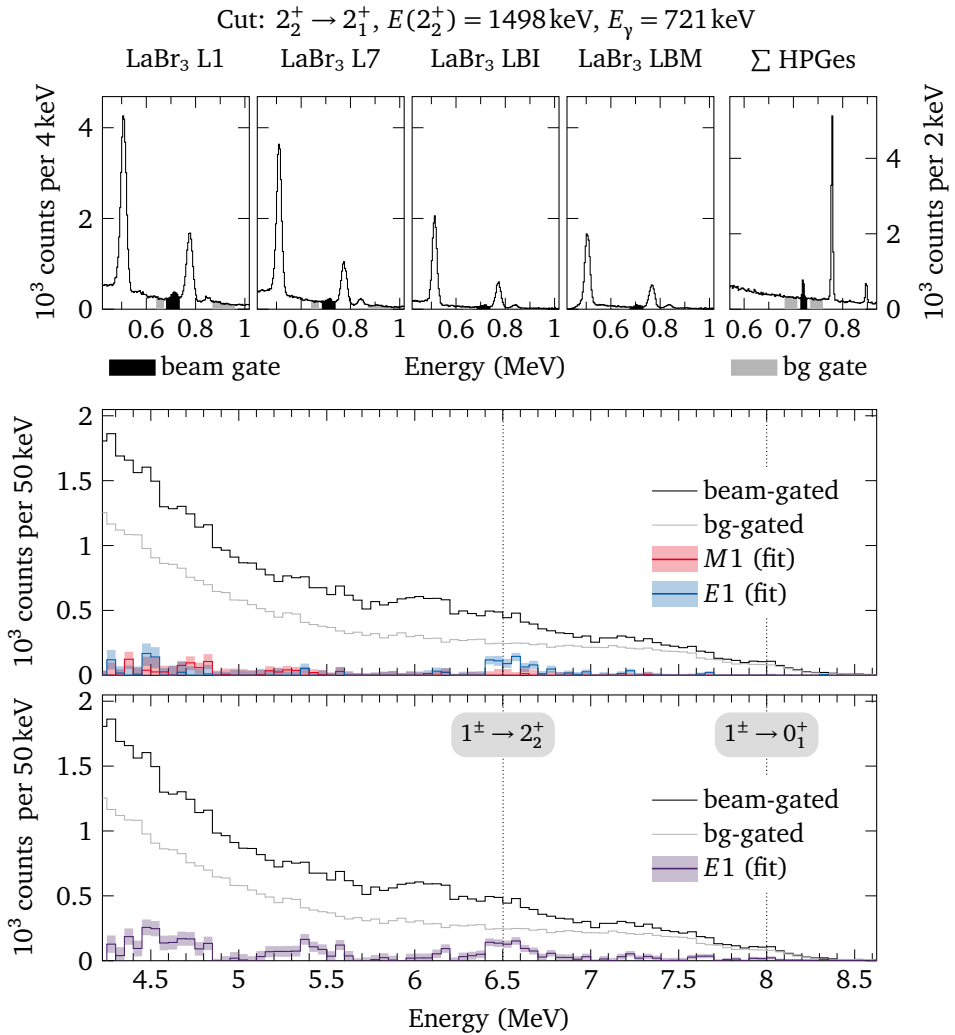 Cut: 2₂⁺ → 2₁⁺, E(2₂⁺) = 1498 keV, Eγ = 721 keV
LaBr₃ L1 LaBr₃ L7 LaBr₃ LBI LaBr₃ LBM ∑ HPGes
10³ counts per 4 keV
4
2
0
10³ counts per 2 keV
4
2
0
0.6 0.8 1 0.6 0.8 1 0.6 0.8 1 0.6 0.8 1 0.6 0.7 0.8
beam gate Energy (MeV) bg gate
10³ counts per 50 keV
2
1.5
1
0.5
0
beam-gated
bg-gated
M1 (fit)
E1 (fit)
10³ counts per 50 keV
2
1.5
1
0.5
0
1± → 2₂⁺ 1± → 0₁⁺
beam-gated
bg-gated
E1 (fit)
4.5 5 5.5 6 6.5 7 7.5 8 8.5
Energy (MeV)